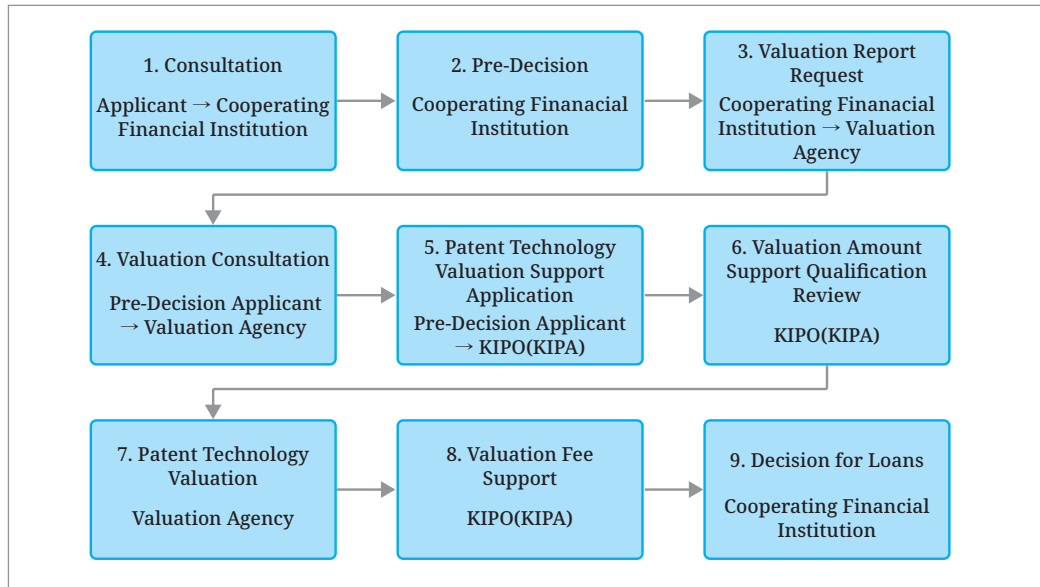 1. Consultation
Applicant → Cooperating
Financial Institution
2. Pre-Decision
Cooperating Finanacial
Institution
3. Valuation Report
Request
Cooperating Finanacial
Institution → Valuation
Agency
4. Valuation Consultation
Pre-Decision Applicant
→ Valuation Agency
5. Patent Technology
Valuation Support
Application
Pre-Decision Applicant
→ KIPO(KIPA)
6. Valuation Amount
Support Qualification
Review
KIPO(KIPA)
7. Patent Technology
Valuation
Valuation Agency
8. Valuation Fee
Support
KIPO(KIPA)
9. Decision for Loans
Cooperating Financial
Institution